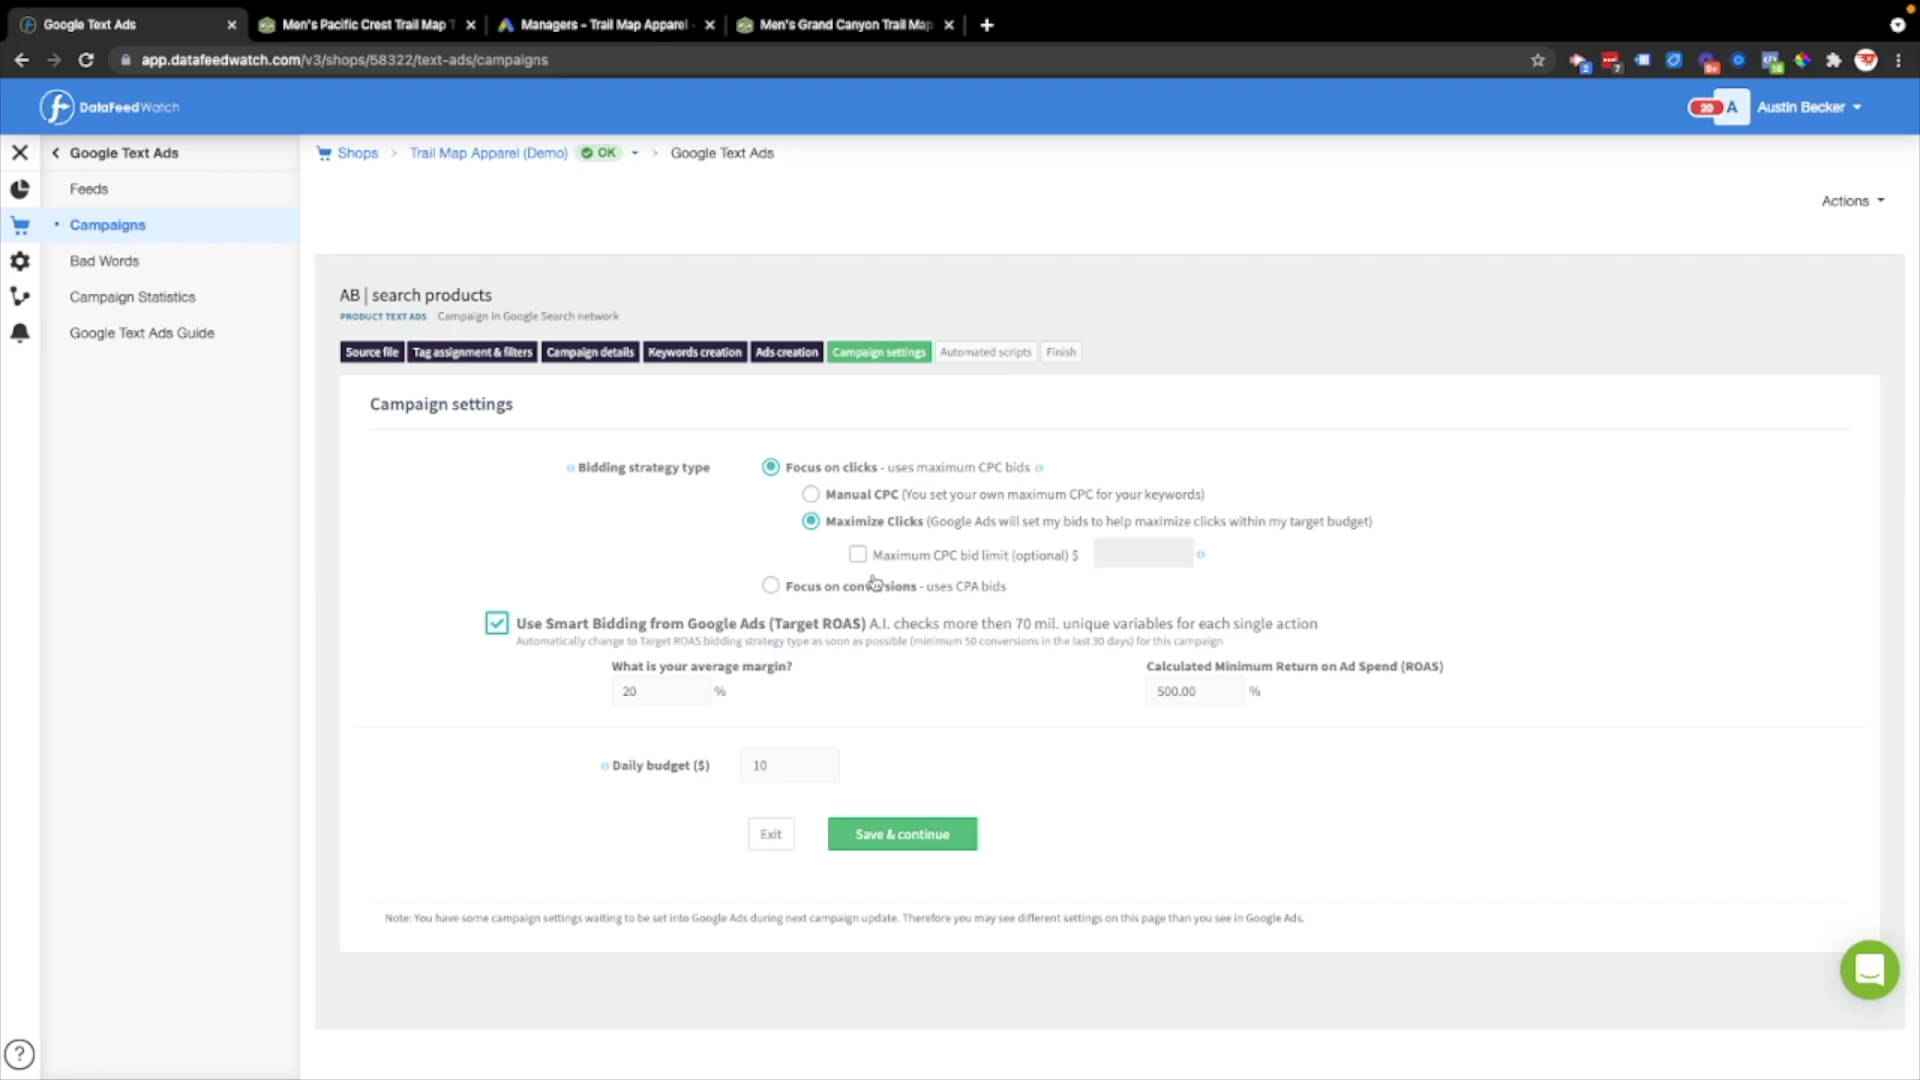 Google Text Ads
Men's Pacific Crest Trail Map T
Managers - Trail Map Apparel -
Men's Grand Canyon Trail Map
app.datafeedwatch.com/v3/shops/58322/text-ads/campaigns
2
7
9+
10
DataFeedWatch
20
A
Austin Becker
Google Text Ads
Shops > Trail Map Apparel (Demo) OK > Google Text Ads
Feeds
Campaigns
Bad Words
Campaign Statistics
Google Text Ads Guide
Actions
AB | search products
PRODUCT TEXT ADS Campaign in Google Search network
Source file Tag assignment & filters Campaign details Keywords creation Ads creation Campaign settings Automated scripts Finish
Campaign settings
Bidding strategy type
Focus on clicks - uses maximum CPC bids
Manual CPC (You set your own maximum CPC for your keywords)
Maximize Clicks (Google Ads will set my bids to help maximize clicks within my target budget)
Maximum CPC bid limit (optional) $
Focus on conversions - uses CPA bids
Use Smart Bidding from Google Ads (Target ROAS) A.I. checks more then 70 mil. unique variables for each single action
Automatically change to Target ROAS bidding strategy type as soon as possible (minimum 50 conversions in the last 30 days) for this campaign
What is your average margin?
20 %
Calculated Minimum Return on Ad Spend (ROAS)
500.00 %
Daily budget ($) 10
Exit
Save & continue
Note: You have some campaign settings waiting to be set into Google Ads during next campaign update. Therefore you may see different settings on this page than you see in Google Ads.
?